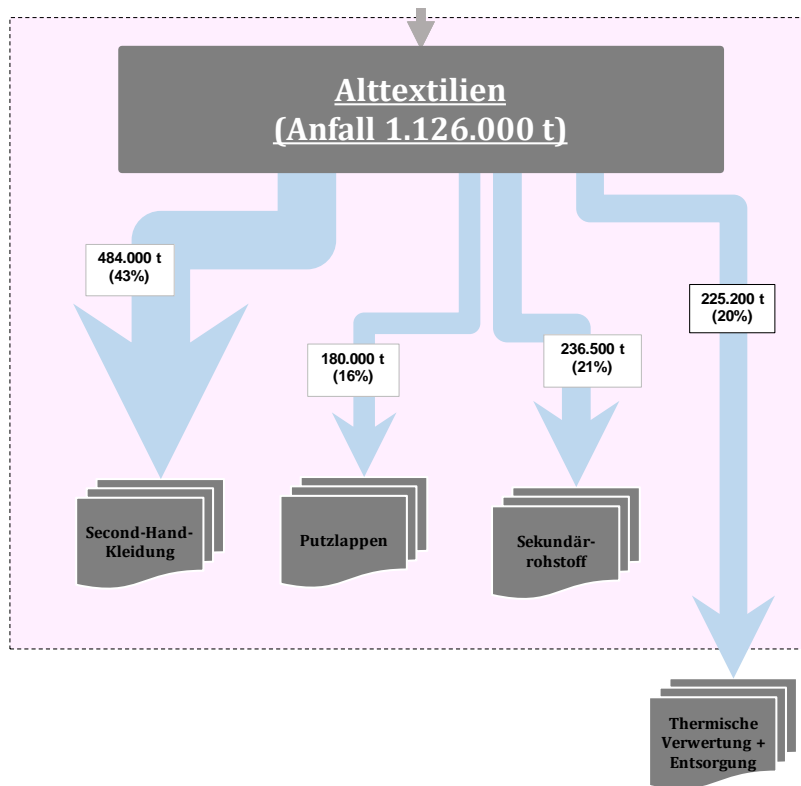 Alttextilien
(Anfall 1.126.000 t)
484.000 t
(43%)
180.000 t
(16%)
236.500 t
(21%)
225.200 t
(20%)
Second-Hand-
Kleidung
Putzlappen
Sekundär-
rohstoff
Thermische
Verwertung +
Entsorgung